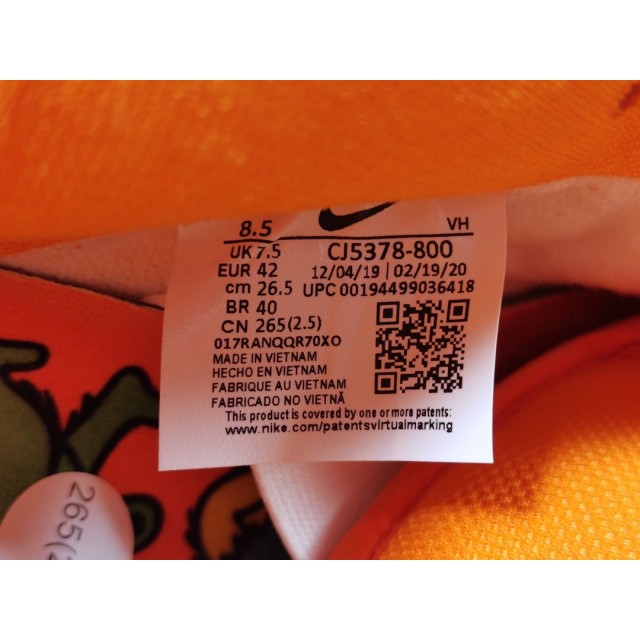 8.5 VH
UK 7.5 CJ5378-800
EUR 42 12/04/19 | 02/19/20
cm 26.5 UPC 00194499036418
BR 40
CN 265(2.5)
017RANQQR70XO
MADE IN VIETNAM
HECHO EN VIETNAM
FABRIQUE AU VIETNAM
FABRICADO NO VIETNÃ
This product is covered by one or more patents:
www.nike.com/patentsvirtualmarking
265(2